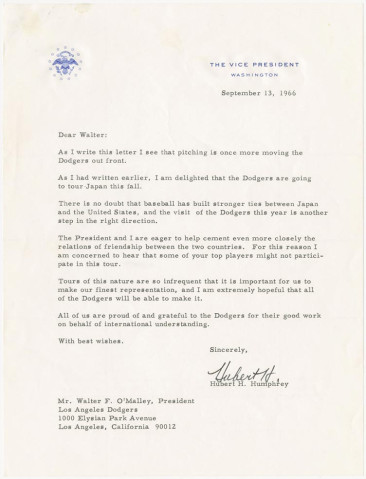 THE VICE PRESIDENT
WASHINGTON
September 13, 1966
Dear Walter:
As I write this letter I see that pitching is once more moving the
Dodgers out front.
As I had written earlier, I am delighted that the Dodgers are going
to tour Japan this fall.
There is no doubt that baseball has built stronger ties between Japan
and the United States, and the visit of the Dodgers this year is another
step in the right direction.
The President and I are eager to help cement even more closely the
relations of friendship between the two countries. For this reason I
am concerned to hear that some of your top players might not partici-
pate in this tour.
Tours of this nature are so infrequent that it is important for us to
make our finest representation, and I am extremely hopeful that all
of the Dodgers will be able to make it.
All of us are proud of and grateful to the Dodgers for their good work
on behalf of international understanding.
With best wishes.
Sincerely,
Hubert H.
Hubert H. Humphrey
Mr. Walter F. O'Malley, President
Los Angeles Dodgers
1000 Elysian Park Avenue
Los Angeles, California 90012